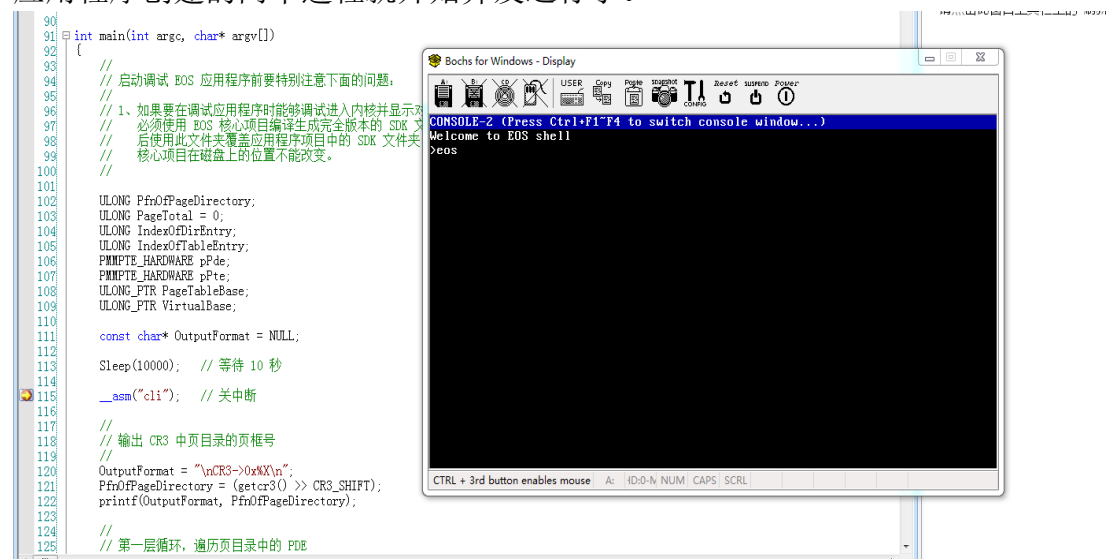 90
91 int main(int argc, char* argv[])
92 {
93 //
94 // 启动调试 EOS 应用程序前要特别注意下面的问题:
95 //
96 // 1、如果要在调试应用程序时能够调试进入内核并显示对
97 // 必须使用 EOS 核心项目编译生成完全版本的 SDK 文
98 // 后使用此文件夹覆盖应用程序项目中的 SDK 文件夹
99 // 核心项目在磁盘上的位置不能改变。
100 //
101
102 ULONG PfnOfPageDirectory;
103 ULONG PageTotal = 0;
104 ULONG IndexOfDirEntry;
105 ULONG IndexOfTableEntry;
106 PMMPTE_HARDWARE pPde;
107 PMMPTE_HARDWARE pPte;
108 ULONG_PTR PageTableBase;
109 ULONG_PTR VirtualBase;
110
111 const char* OutputFormat = NULL;
112
113 Sleep(10000); // 等待 10 秒
114
115 __asm("cli"); // 关中断
116
117 //
118 // 输出 CR3 中页目录的页框号
119 //
120 OutputFormat = "\nCR3->0x%X\n";
121 PfnOfPageDirectory = (getcr3() >> CR3_SHIFT);
122 printf(OutputFormat, PfnOfPageDirectory);
123
124 //
125 // 第一层循环, 遍历页目录中的 PDE
Bochs for Windows - Display
A: B: CD USER Copy Paste snapshot CONFIG Reset SUSPEND Power
CONSOLE-2 (Press Ctrl+F1~F4 to switch console window...)
Welcome to EOS shell
>eos
CTRL + 3rd button enables mouse A: HD:0-M NUM CAPS SCRL